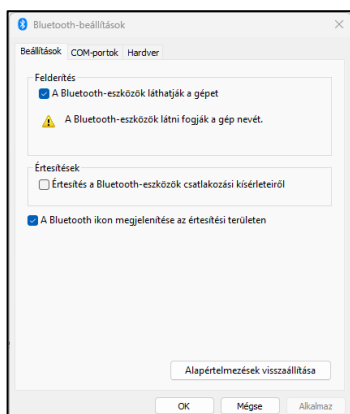 Bluetooth-beállítások
Beállítások COM-portok Hardver
Felderítés
A Bluetooth-eszközök láthatják a gépet
A Bluetooth-eszközök látni fogják a gép nevét.
Értesítések
Értesítés a Bluetooth-eszközök csatlakozási kísérleteiről
A Bluetooth ikon megjelenítése az értesítési területen
Alapértelmezések visszaállítása
OK Mégse Alkalmaz